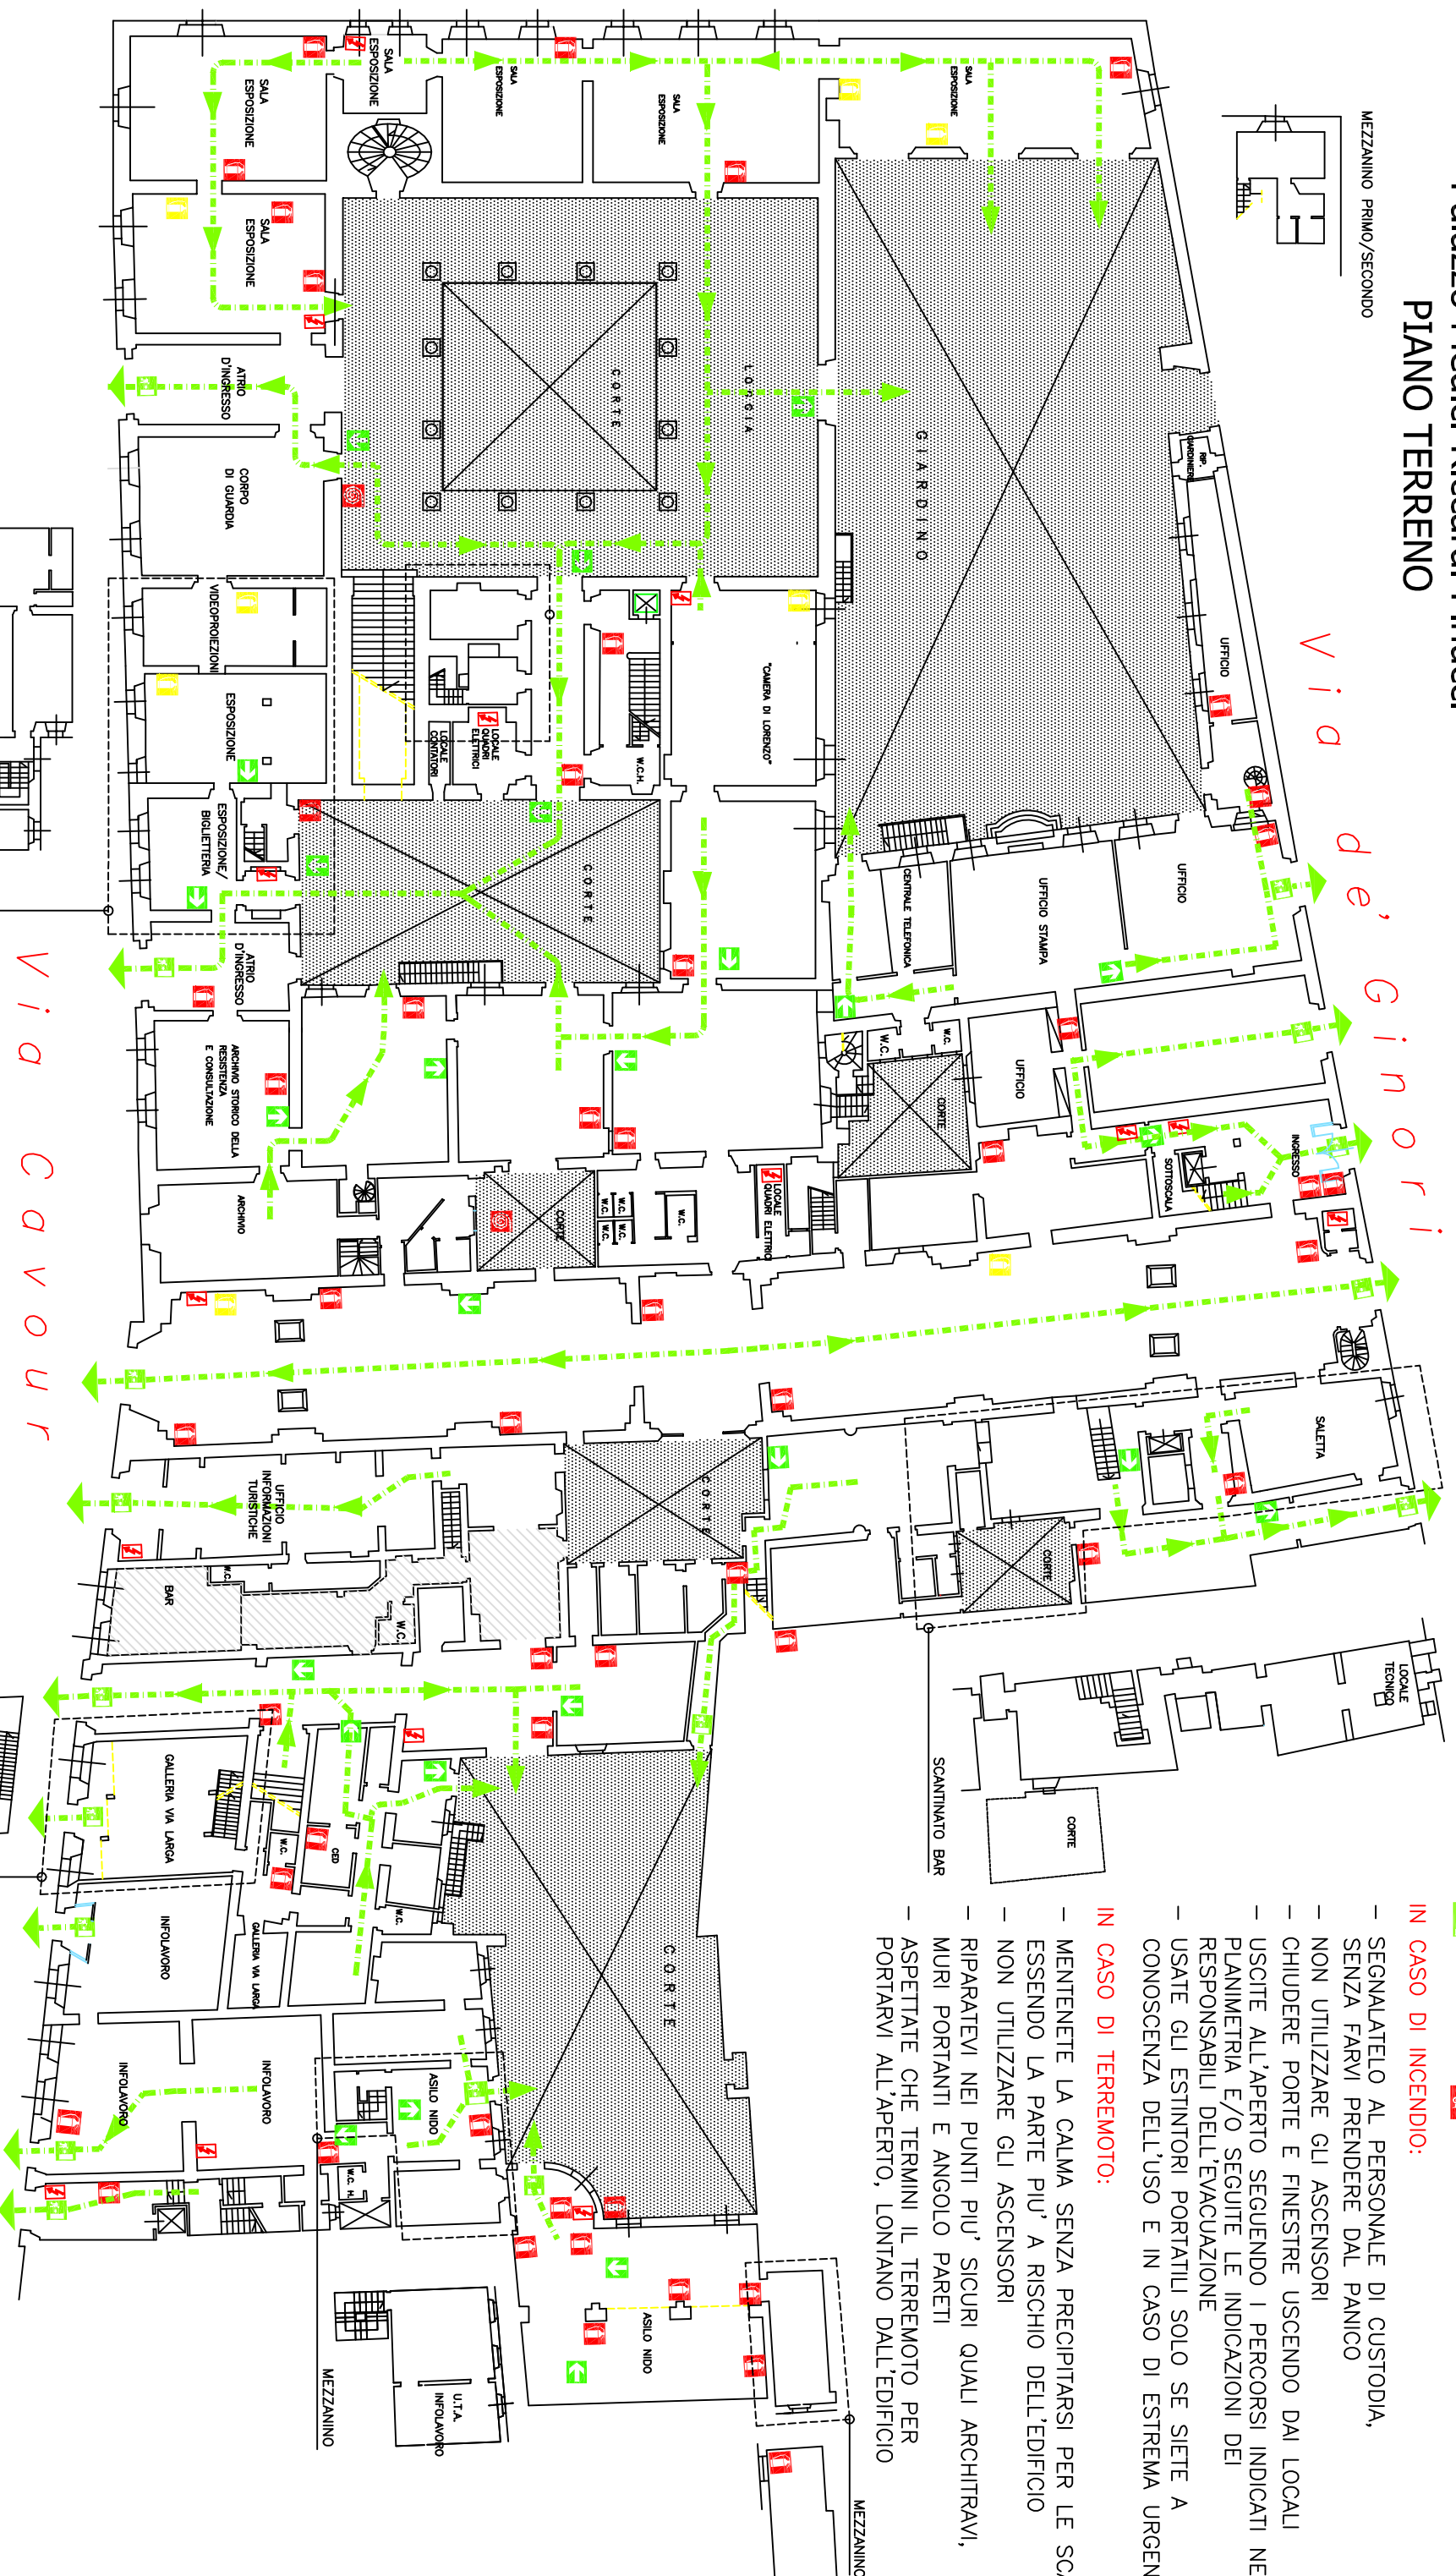 PIANO TERRENO
MEZZANINO PRIMO/SECONDO
Via de' Ginori
Via Cavour
SALA
ESPOSIZIONE
SALA
ESPOSIZIONE
SALA
ESPOSIZIONE
SALA
ESPOSIZIONE
SALA
ESPOSIZIONE
SALA
ESPOSIZIONE
GIARDINO
LOGGIA
CORTE
ATRIO
D'INGRESSO
CORPO
DI GUARDIA
RIP.
UFFICIO
VIDEOPROIEZIONI
ESPOSIZIONE
ESPOSIZIONE/
BIGLIETTERIA
LOCALE
CONTATORI
LOCALE
QUADRI
ELETTRICI
W.C.H.
"CAMERA DI LORENZO"
CORTE
CENTRALE TELEFONICA
UFFICIO STAMPA
UFFICIO
ATRIO
D'INGRESSO
ARCHIVIO STORICO DELLA
RESISTENZA
E CONSULTAZIONE
W.C.
W.C.
UFFICIO
CORTE
INGRESSO
SOTTOSCALA
ARCHIVIO
CORTE
W.C.
W.C.
W.C.
W.C.
W.C.
LOCALE
QUADRI ELETTRICI
SALETTA
UFFICIO
INFORMAZIONI
TURISTICHE
CORTE
CORTE
BAR
W.C.
W.C.
LOCALE
TECNICO
SCANTINATO BAR
CORTE
GALLERIA VIA LARGA
W.C.
CED
W.C.
GALLERIA VIA LARGA
INFOLAVORO
CORTE
INFOLAVORO
INFOLAVORO
ASILO NIDO
W.C.
H.
ASILO NIDO
U.T.A.
INFOLAVORO
MEZZANINO
MEZZANINO
IN CASO DI INCENDIO:
– SEGNALATELO AL PERSONALE DI CUSTODIA,
SENZA FARVI PRENDERE DAL PANICO
– NON UTILIZZARE GLI ASCENSORI
– CHIUDERE PORTE E FINESTRE USCENDO DAI LOCALI
– USCITE ALL'APERTO SEGUENDO I PERCORSI INDICATI NE
PLANIMETRIA E/O SEGUITE LE INDICAZIONI DEI
RESPONSABILI DELL'EVACUAZIONE
– USATE GLI ESTINTORI PORTATILI SOLO SE SIETE A
CONOSCENZA DELL'USO E IN CASO DI ESTREMA URGEN
IN CASO DI TERREMOTO:
– MENTENETE LA CALMA SENZA PRECIPITARSI PER LE SCA
ESSENDO LA PARTE PIU' A RISCHIO DELL'EDIFICIO
– NON UTILIZZARE GLI ASCENSORI
– RIPARATEVI NEI PUNTI PIU' SICURI QUALI ARCHITRAVI,
MURI PORTANTI E ANGOLO PARETI
– ASPETTATE CHE TERMINI IL TERREMOTO PER
PORTARVI ALL'APERTO, LONTANO DALL'EDIFICIO